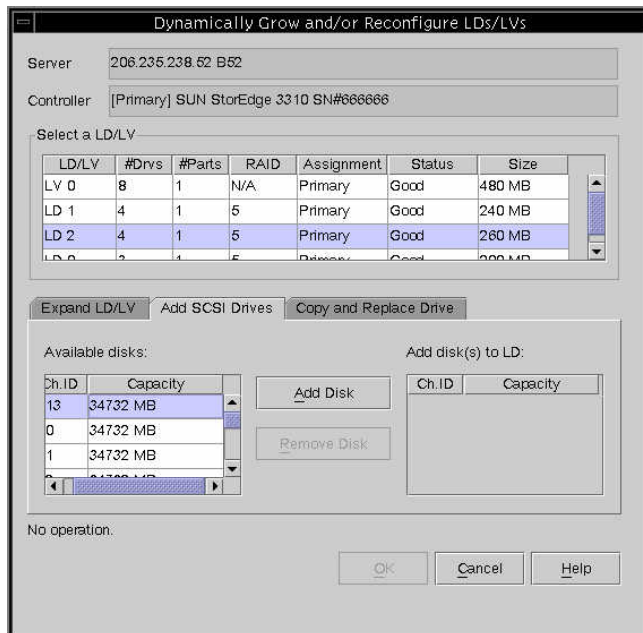 Dynamically Grow and/or Reconfigure LDs/LVs
Server 206.235.238.52 B52
Controller [Primary] SUN StorEdge 3310 SN#666666
Select a LD/LV
LD/LV #Drvs #Parts RAID Assignment Status Size
LV 0 8 1 N/A Primary Good 480 MB
LD 1 4 1 5 Primary Good 240 MB
LD 2 4 1 5 Primary Good 260 MB
Expand LD/LV Add SCSI Drives Copy and Replace Drive
Available disks: Add disk(s) to LD:
Ch.ID Capacity Ch.ID Capacity
13 34732 MB
0 34732 MB
1 34732 MB
Add Disk
Remove Disk
No operation.
OK Cancel Help